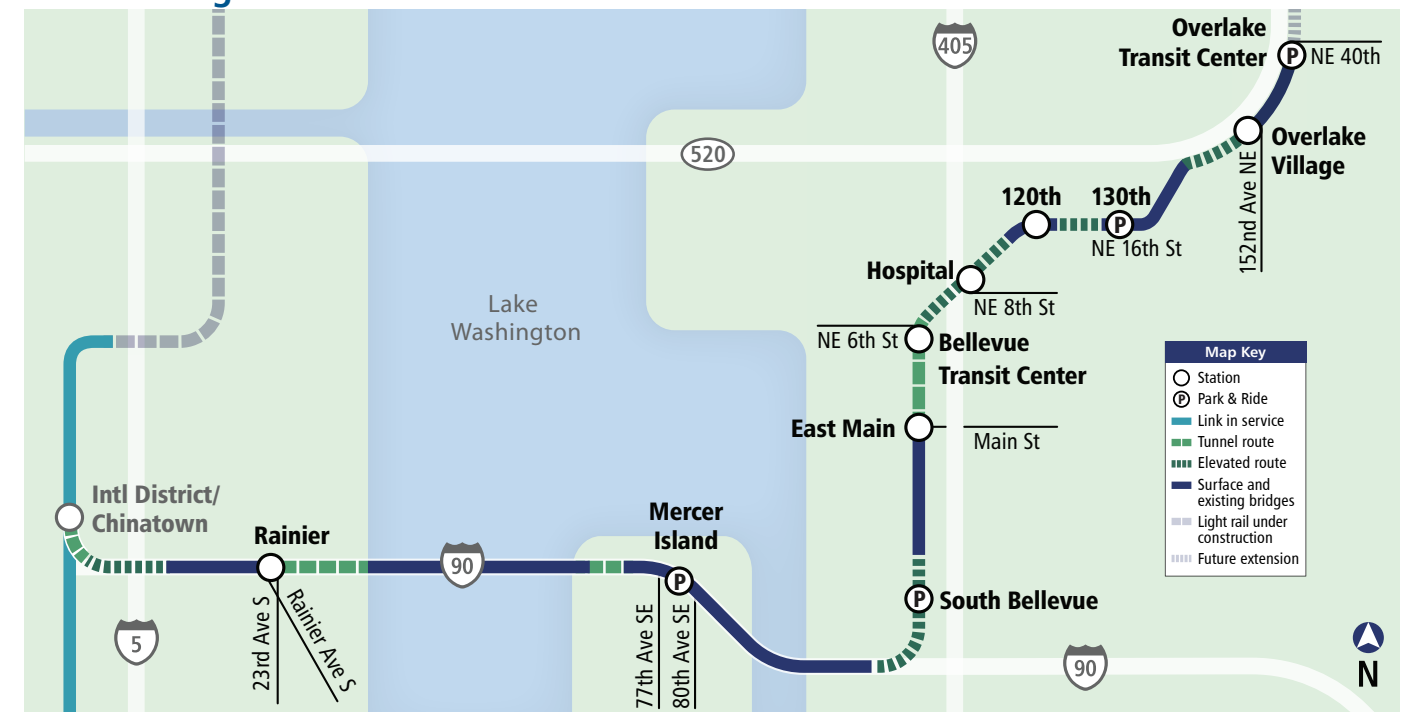 405
Overlake
Transit Center
P
NE 40th
520
Overlake
Village
152nd Ave NE
120th
130th
P
NE 16th St
Hospital
NE 8th St
Lake
Washington
NE 6th St
Bellevue
Transit Center
East Main
Main St
Map Key
Station
P
Park & Ride
Link in service
Tunnel route
Elevated route
Surface and
existing bridges
Light rail under
construction
Future extension
Intl District/
Chinatown
Rainier
90
Mercer
Island
P
P
South Bellevue
5
23rd Ave S
Rainier Ave S
77th Ave SE
80th Ave SE
90
N